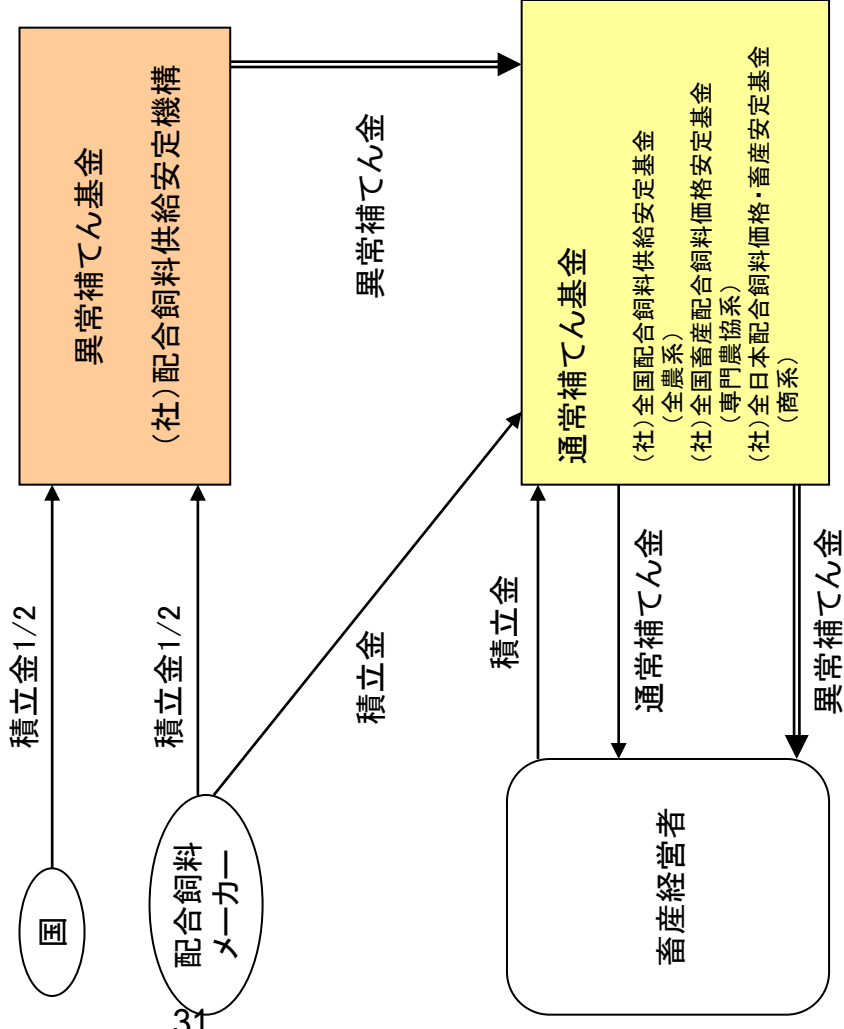 国
積立金1/2
配合飼料
メーカー
積立金1/2
積立金
異常補てん基金
(社)配合飼料供給安定機構
異常補てん金
通常補てん基金
(社)全国配合飼料供給安定基金
(全農系)
(社)全国畜産配合飼料価格安定基金
(専門農協系)
(社)全日本配合飼料価格・畜産安定基金
(商系)
積立金
通常補てん金
異常補てん金
畜産経営者
31